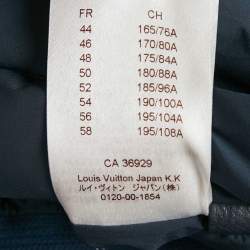 FR CH
44 165/76A
46 170/80A
48 175/84A
50 180/88A
52 185/96A
54 190/100A
56 195/104A
58 195/108A
CA 36929
Louis Vuitton Japan K.K
ルイ・ヴィトン ジャパン(株)
0120-00-1854